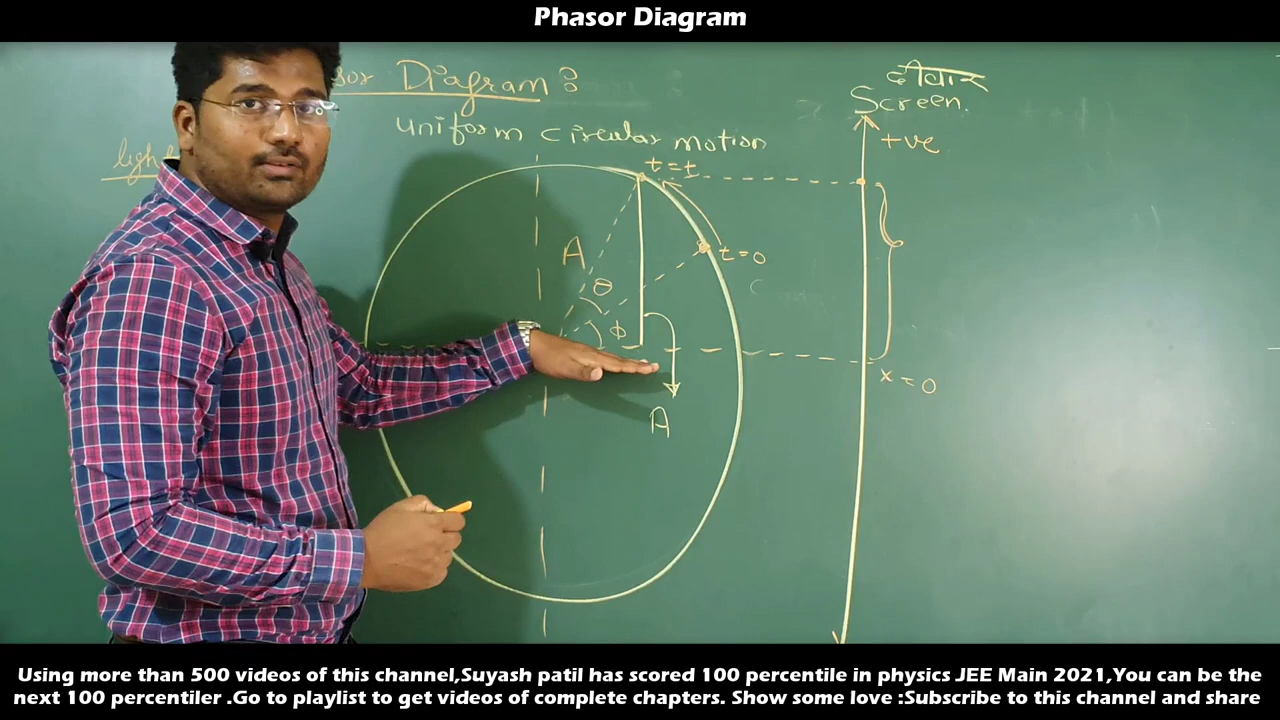 Phasor Diagram
sor Diagram :
दीवार
Screen.
uniform circular motion
+ve
light
t = t
A
t = 0
θ
ϕ
x = 0
A
Using more than 500 videos of this channel,Suyash patil has scored 100 percentile in physics JEE Main 2021,You can be the
next 100 percentiler .Go to playlist to get videos of complete chapters. Show some love :Subscribe to this channel and share